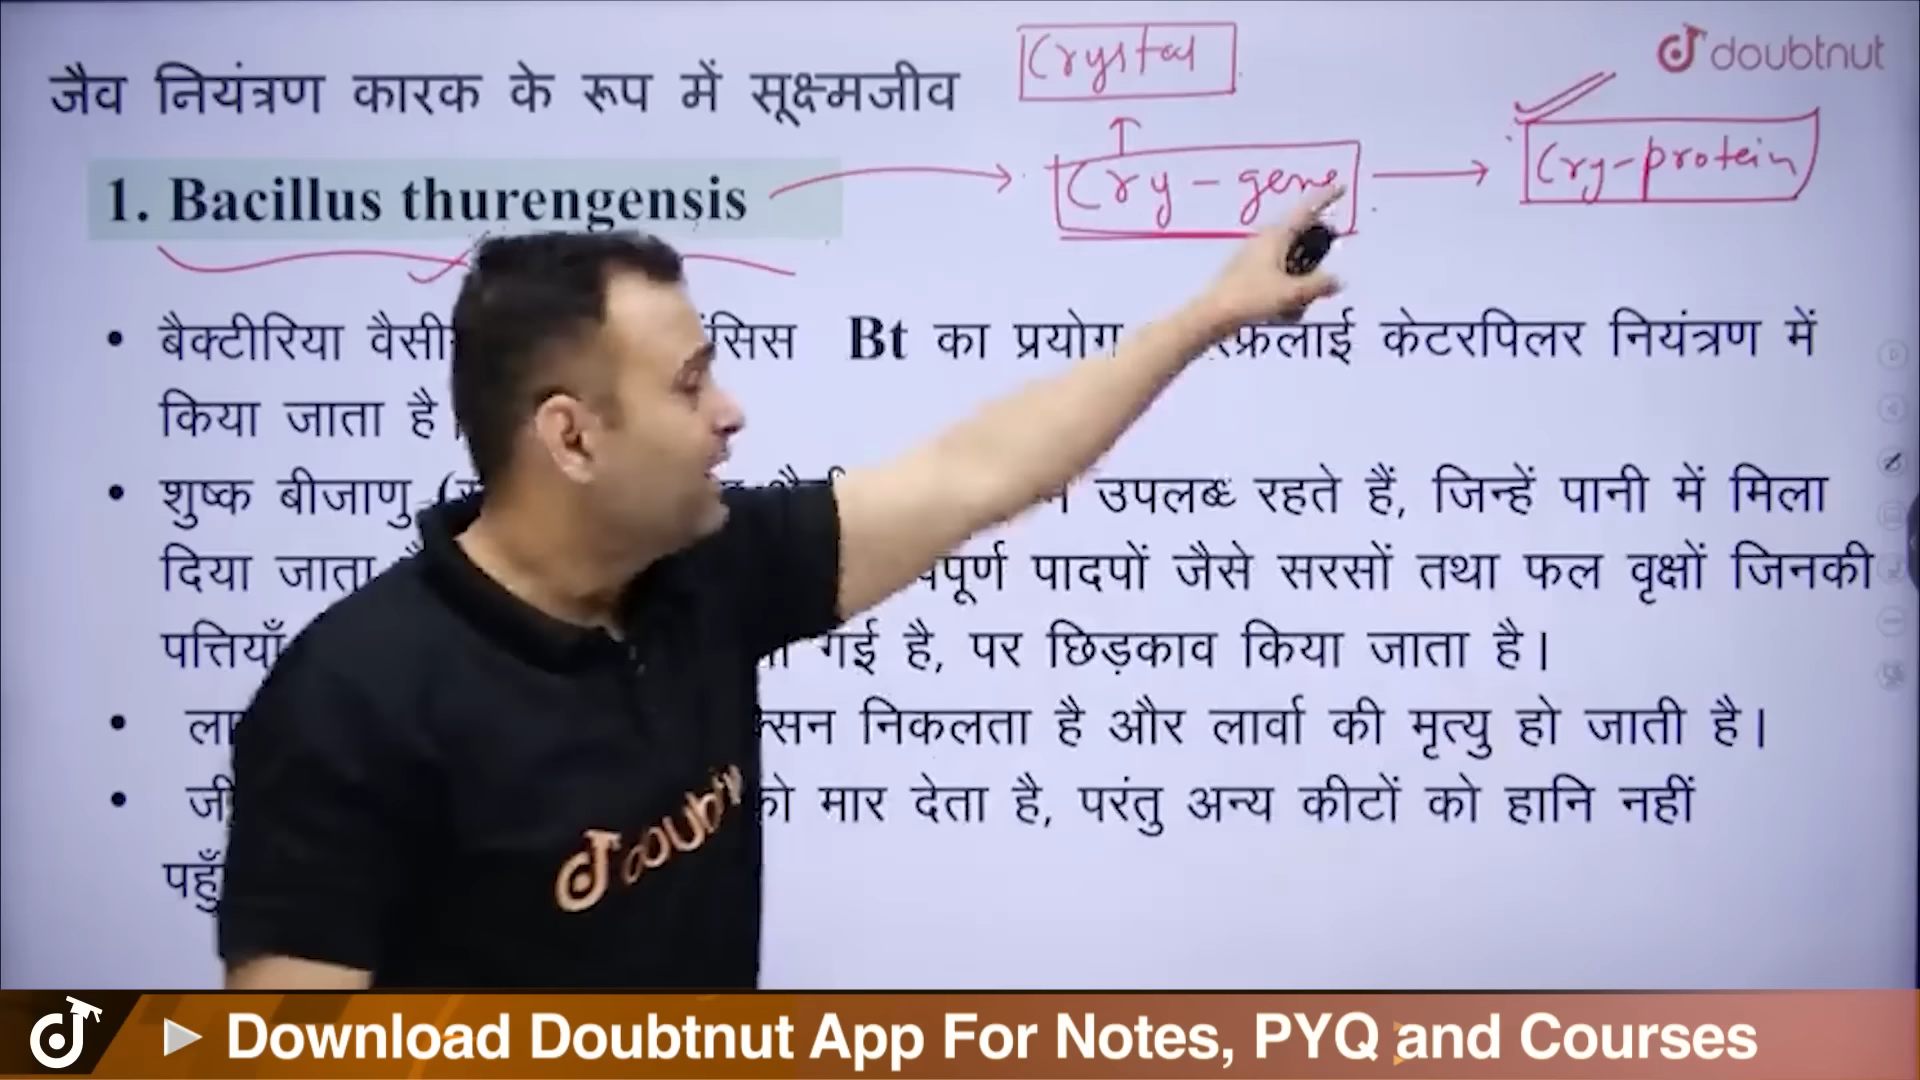 जैव नियंत्रण कारक के रूप में सूक्ष्मजीव
Crystal
doubtnut
1. Bacillus thurengensis
Cry-gene
Cry-protein
बैक्टीरिया Bt का प्रयोग केटरपिलर नियंत्रण में
किया जाता है
शुष्क बीजाणु उपलब्ध रहते हैं, जिन्हें पानी में मिला
दिया जाता पादपों जैसे सरसों तथा फल वृक्षों जिनकी
पत्तियाँ गई है, पर छिड़काव किया जाता है।
निकलता है और लार्वा की मृत्यु हो जाती है।
को मार देता है, परंतु अन्य कीटों को हानि नहीं
doubtnut
Download Doubtnut App For Notes, PYQ and Courses